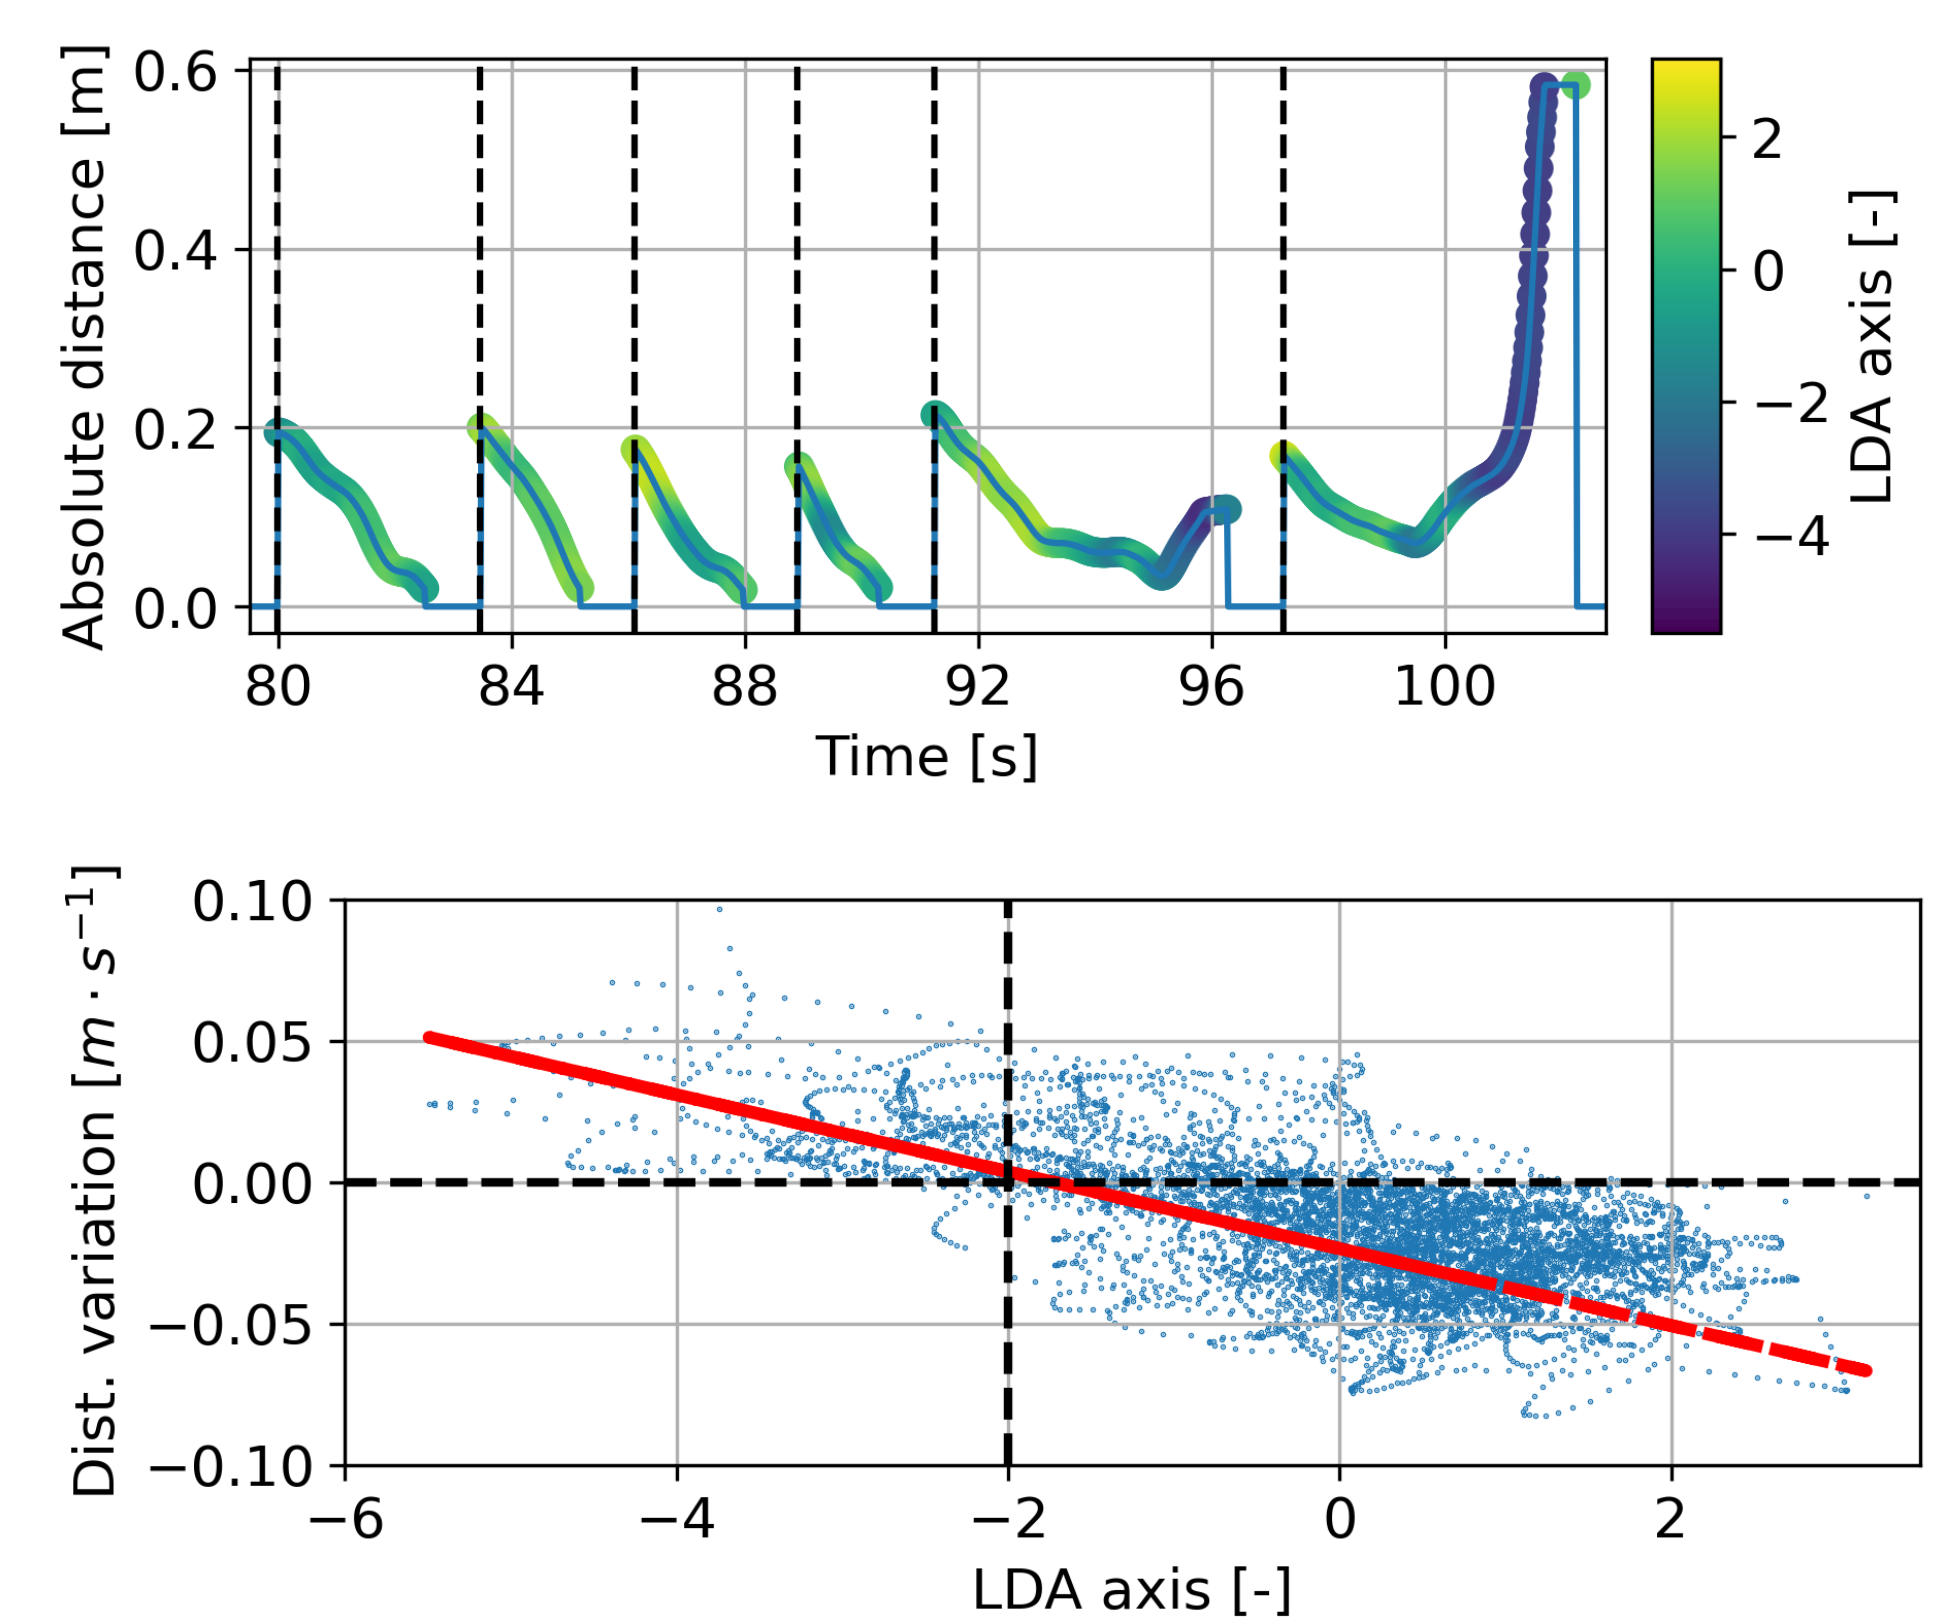 Absolute distance [m]
0.6
0.4
0.2
0.0
80 84 88 92 96 100
Time [s]
2
0
−2
−4
LDA axis [-]
Dist. variation [m · s⁻¹]
0.10
0.05
0.00
−0.05
−0.10
−6 −4 −2 0 2
LDA axis [-]